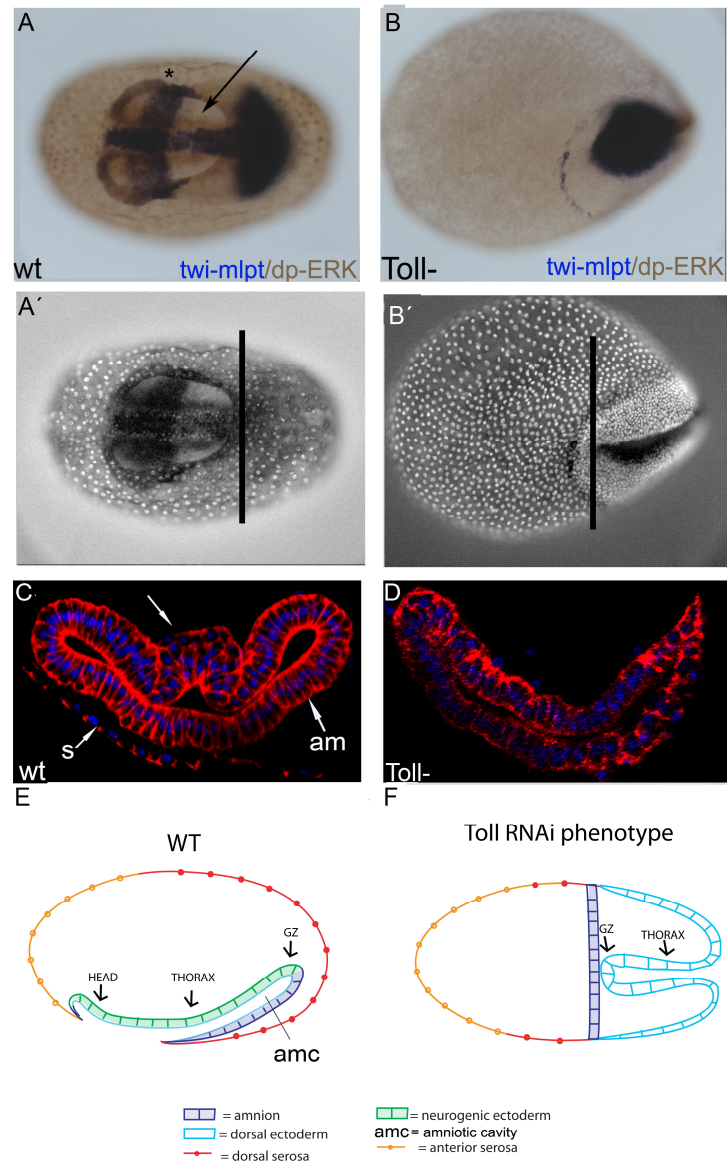 A
B
*
wt
twi-mlpt/dp-ERK
Toll-
twi-mlpt/dp-ERK
A´
B´
C
D
s
am
wt
Toll-
E
F
WT
Toll RNAi phenotype
GZ
HEAD
THORAX
amc
GZ
THORAX
= amnion
= neurogenic ectoderm
= dorsal ectoderm
amc= amniotic cavity
= dorsal serosa
= anterior serosa